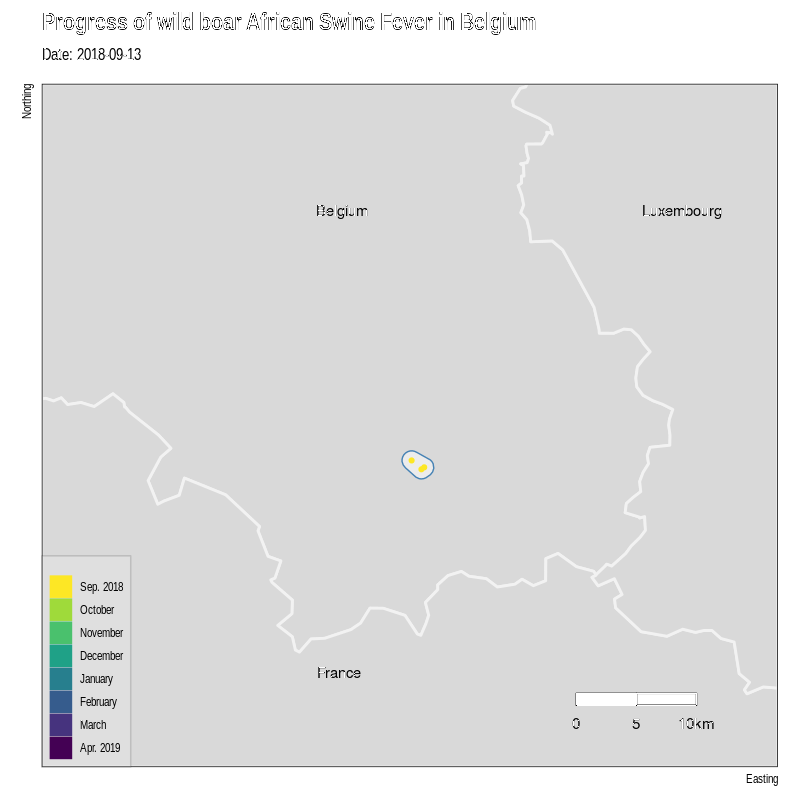 Progress of wild boar African Swine Fever in Belgium
Date: 2018-09-13
Northing
Belgium
Luxembourg
Sep. 2018
October
November
December
January
February
March
Apr. 2019
France
0 5 10km
Easting